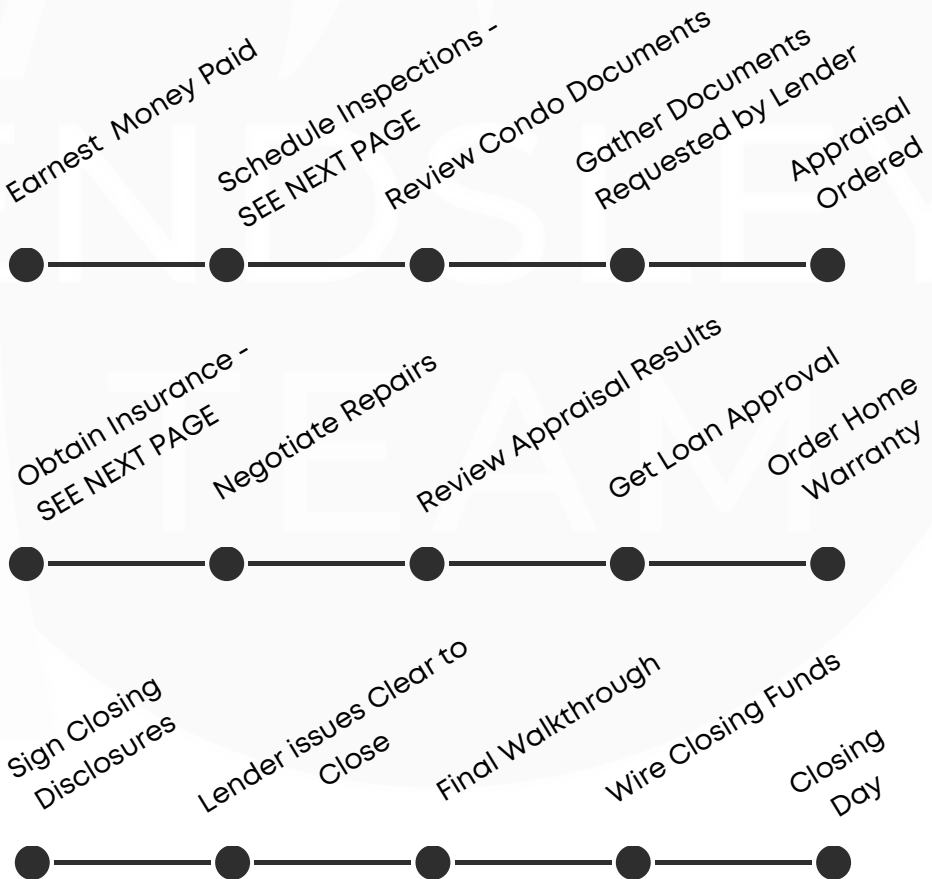 Earnest Money Paid
Schedule Inspections -
SEE NEXT PAGE
Review Condo Documents
Gather Documents
Requested by Lender
Appraisal
Ordered
Obtain Insurance -
SEE NEXT PAGE
Negotiate Repairs
Review Appraisal Results
Get Loan Approval
Order Home
Warranty
Sign Closing
Disclosures
Lender issues Clear to
Close
Final Walkthrough
Wire Closing Funds
Closing
Day
TEAM